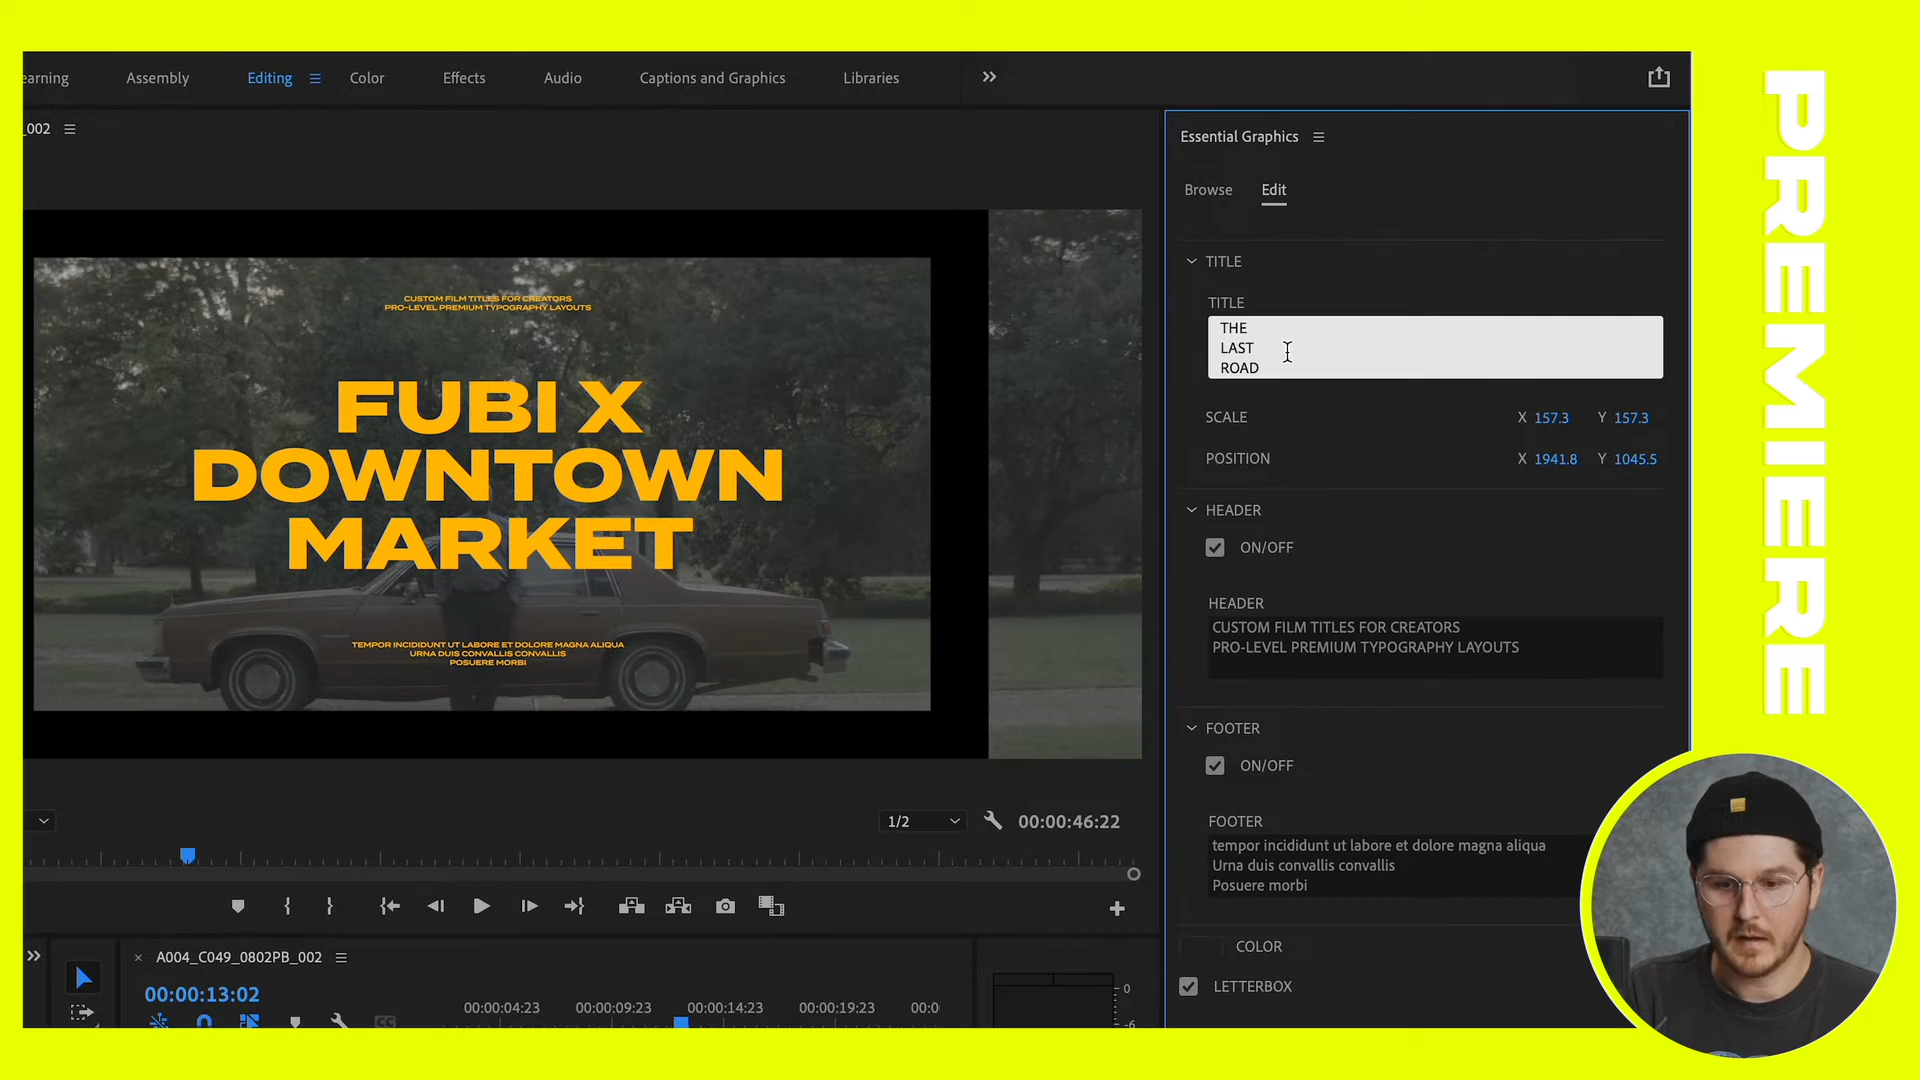 earning
Assembly
Editing
Color
Effects
Audio
Captions and Graphics
Libraries
_002
CUSTOM FILM TITLES FOR CREATORS
PRO-LEVEL PREMIUM TYPOGRAPHY LAYOUTS
FUBI X
DOWNTOWN
MARKET
TEMPOR INCIDIDUNT UT LABORE ET DOLORE MAGNA ALIQUA
URNA DUIS CONVALLIS CONVALLIS
POSUERE MORBI
1/2
00:00:46:22
A004_C049_0802PB_002
00:00:13:02
00:00:04:23
00:00:09:23
00:00:14:23
00:00:19:23
00:0
0
-6
Essential Graphics
Browse
Edit
TITLE
TITLE
THE
LAST
ROAD
SCALE X 157.3 Y 157.3
POSITION X 1941.8 Y 1045.5
HEADER
ON/OFF
HEADER
CUSTOM FILM TITLES FOR CREATORS
PRO-LEVEL PREMIUM TYPOGRAPHY LAYOUTS
FOOTER
ON/OFF
FOOTER
tempor incididunt ut labore et dolore magna aliqua
Urna duis convallis convallis
Posuere morbi
COLOR
LETTERBOX
PREMIERE